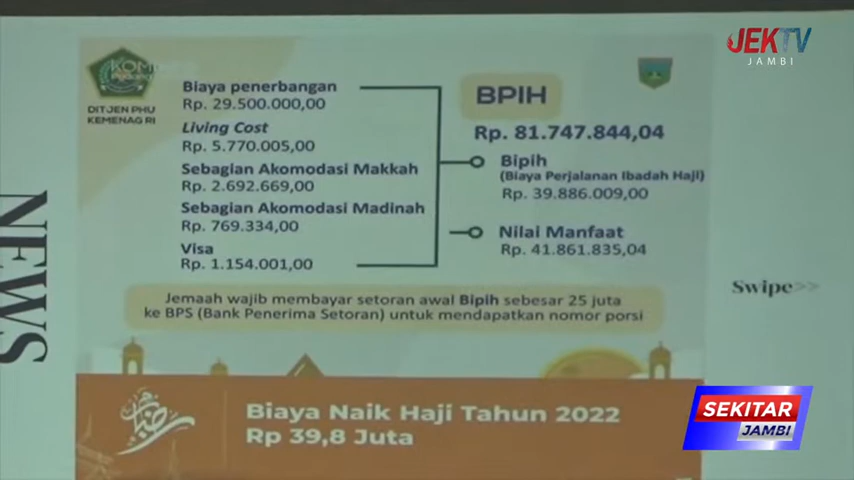 JEKTV
JAMBI
DITJEN PHU
KEMENAG RI
Biaya penerbangan
Rp. 29.500.000,00
Living Cost
Rp. 5.770.005,00
Sebagian Akomodasi Makkah
Rp. 2.692.669,00
Sebagian Akomodasi Madinah
Rp. 769.334,00
Visa
Rp. 1.154.001,00
BPIH
Rp. 81.747.844,04
Bipih
(Biaya Perjalanan Ibadah Haji)
Rp. 39.886.009,00
Nilai Manfaat
Rp. 41.861.835,04
NEWS
Swipe>>
Jemaah wajib membayar setoran awal Bipih sebesar 25 juta
ke BPS (Bank Penerima Setoran) untuk mendapatkan nomor porsi
Biaya Naik Haji Tahun 2022
Rp 39,8 Juta
SEKITAR
JAMBI